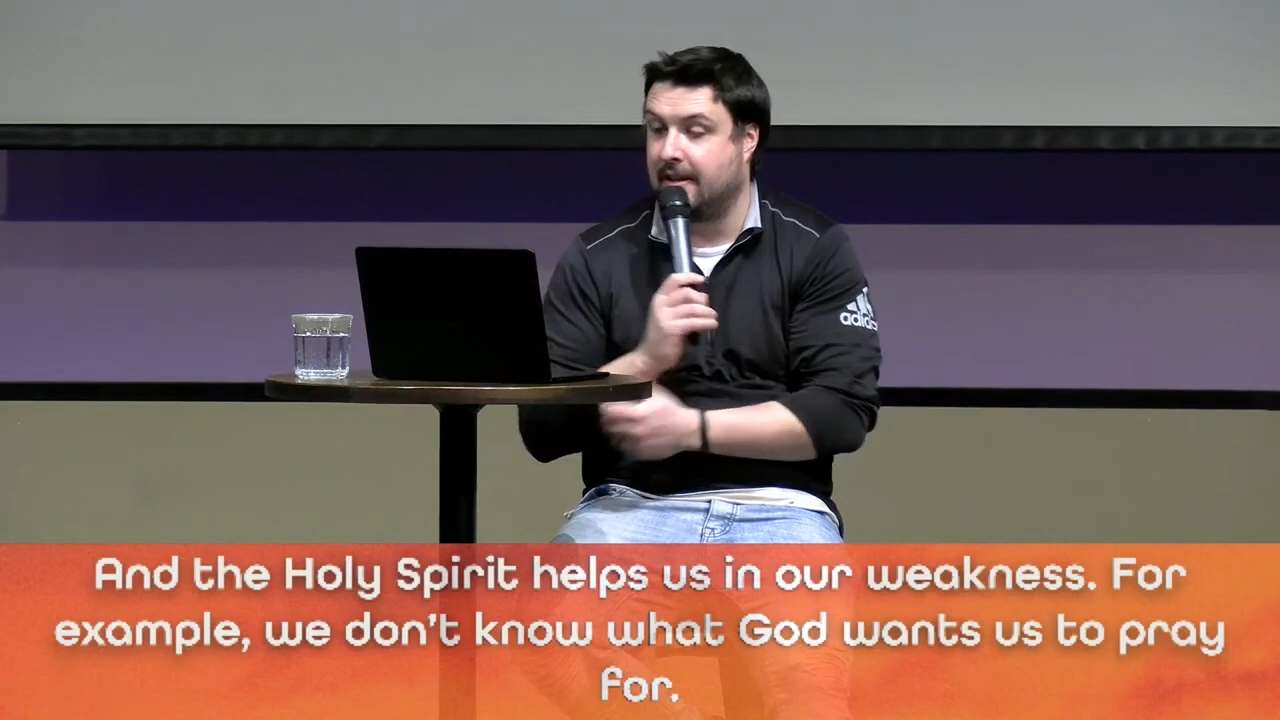 adidas
And the Holy Spirit helps us in our weakness. For
example, we don't know what God wants us to pray
for.